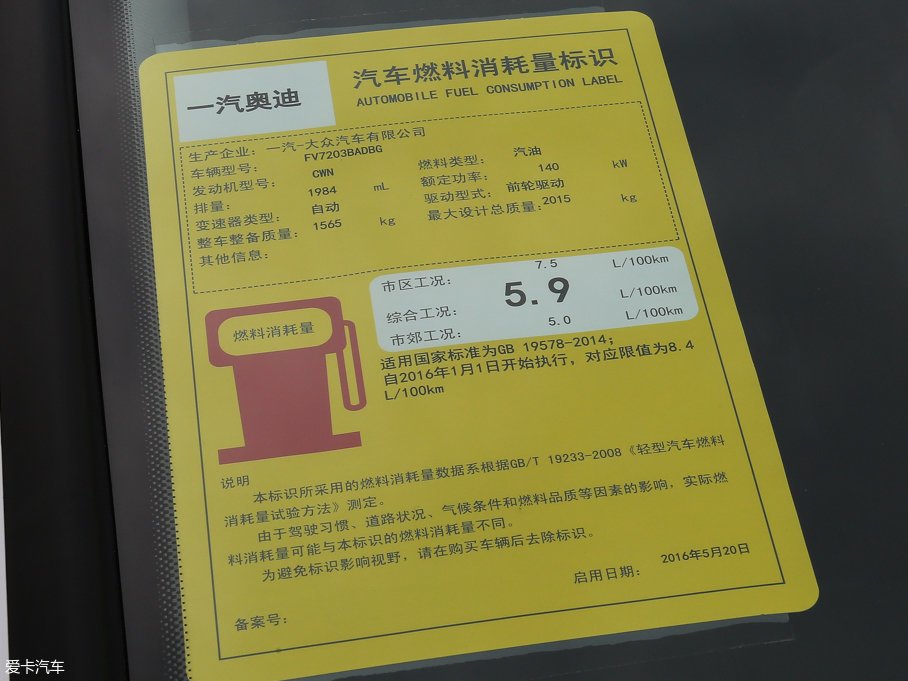 一汽奥迪
汽车燃料消耗量标识
AUTOMOBILE FUEL CONSUMPTION LABEL
生产企业: 一汽-大众汽车有限公司
车辆型号: FV7203BADBG
发动机型号: CWN 燃料类型: 汽油
排量: 1984 mL 额定功率: 140 kW
变速器类型: 自动 驱动型式: 前轮驱动
整车整备质量: 1565 kg 最大设计总质量: 2015 kg
其他信息:
市区工况: 7.5 L/100km
综合工况: 5.9 L/100km
市郊工况: 5.0 L/100km
燃料消耗量
适用国家标准为GB 19578-2014;
自2016年1月1日开始执行, 对应限值为8.4
L/100km
说明
本标识所采用的燃料消耗量数据系根据GB/T 19233-2008《轻型汽车燃料
消耗量试验方法》测定。
由于驾驶习惯、道路状况、气候条件和燃料品质等因素的影响, 实际燃
料消耗量可能与本标识的燃料消耗量不同。
为避免标识影响视野, 请在购买车辆后去除标识。
启用日期: 2016年5月20日
备案号:
爱卡汽车